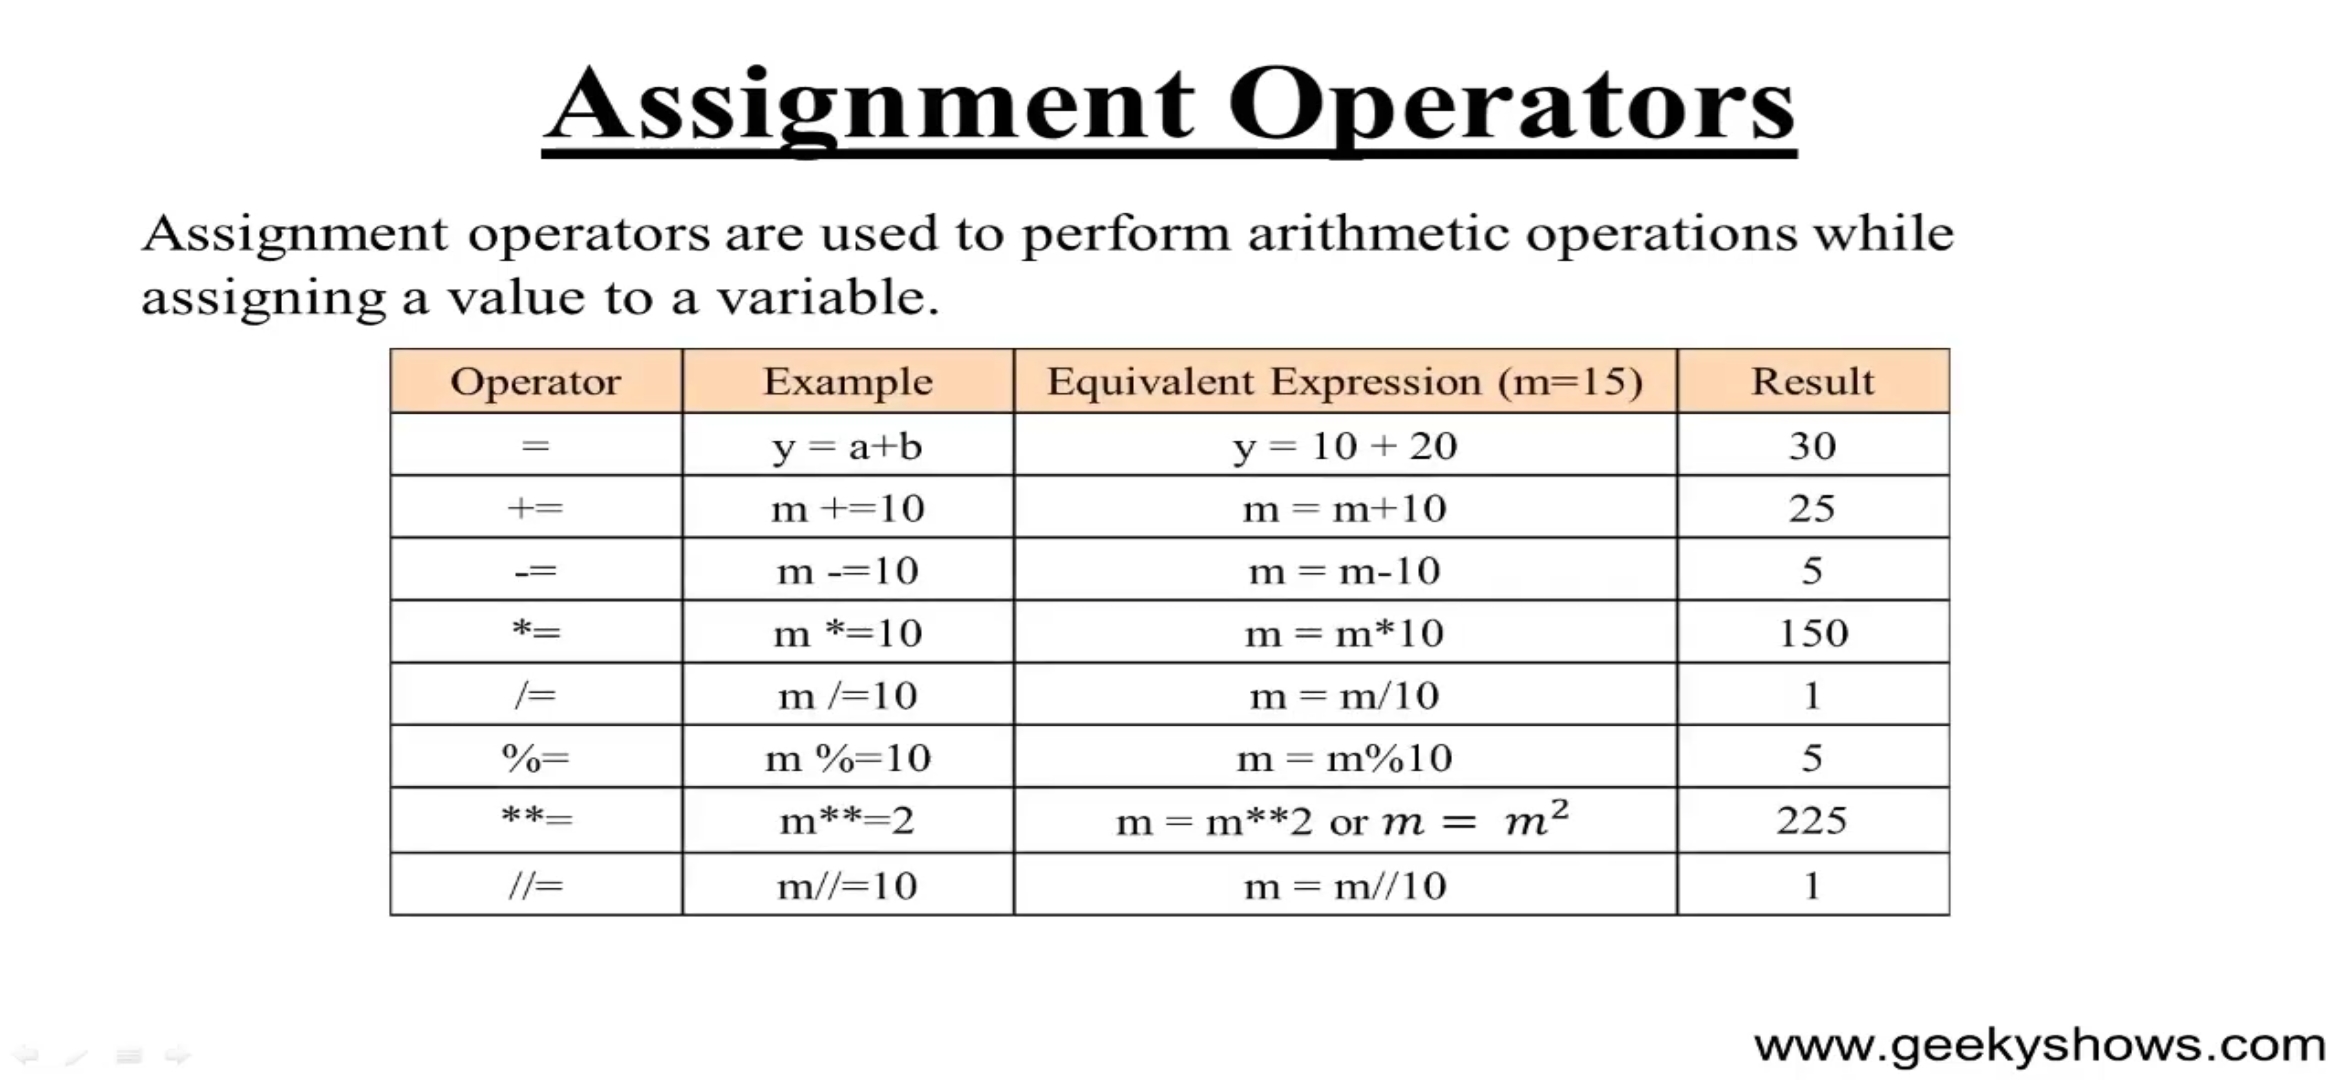 Assignment Operators
Assignment operators are used to perform arithmetic operations while
assigning a value to a variable.
Operator Example Equivalent Expression (m=15) Result
= y = a+b y = 10 + 20 30
+= m +=10 m = m+10 25
-= m -=10 m = m-10 5
*= m *=10 m = m*10 150
/= m /=10 m = m/10 1
%= m %=10 m = m%10 5
**= m**=2 m = m**2 or m = m² 225
//= m//=10 m = m//10 1
www.geekyshows.com